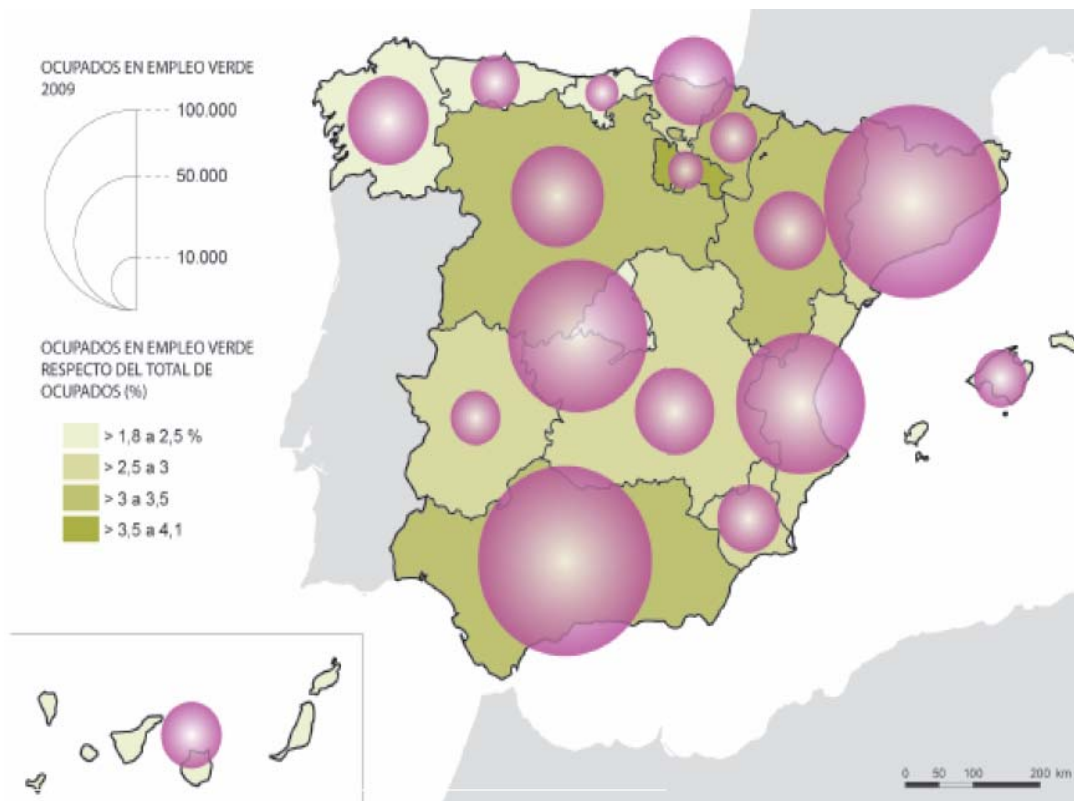 OCUPADOS EN EMPLEO VERDE
2009
100.000
50.000
10.000
OCUPADOS EN EMPLEO VERDE
RESPECTO DEL TOTAL DE
OCUPADOS (%)
> 1,8 a 2,5 %
> 2,5 a 3
> 3 a 3,5
> 3,5 a 4,1
0 50 100 200 km